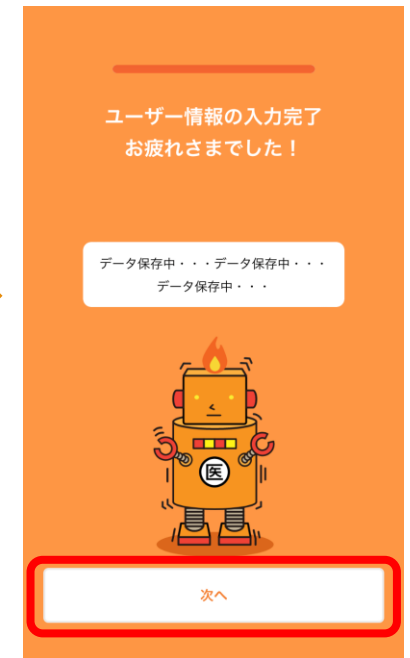 ユーザー情報の入力完了
お疲れさまでした！
データ保存中・・・データ保存中・・・
データ保存中・・・
医
次へ